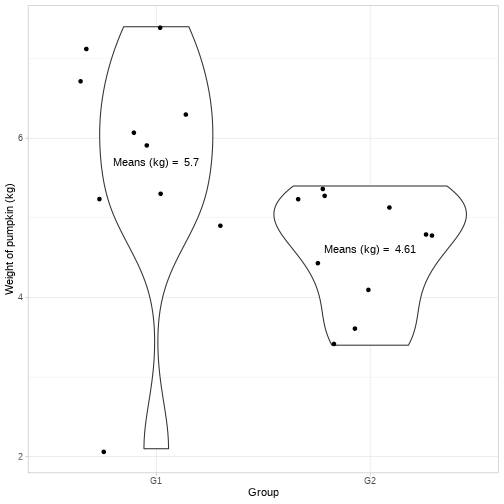 Weight of pumpkin (kg)
6
4
2
Means (kg) =  5.7
Means (kg) =  4.61
G1
G2
Group